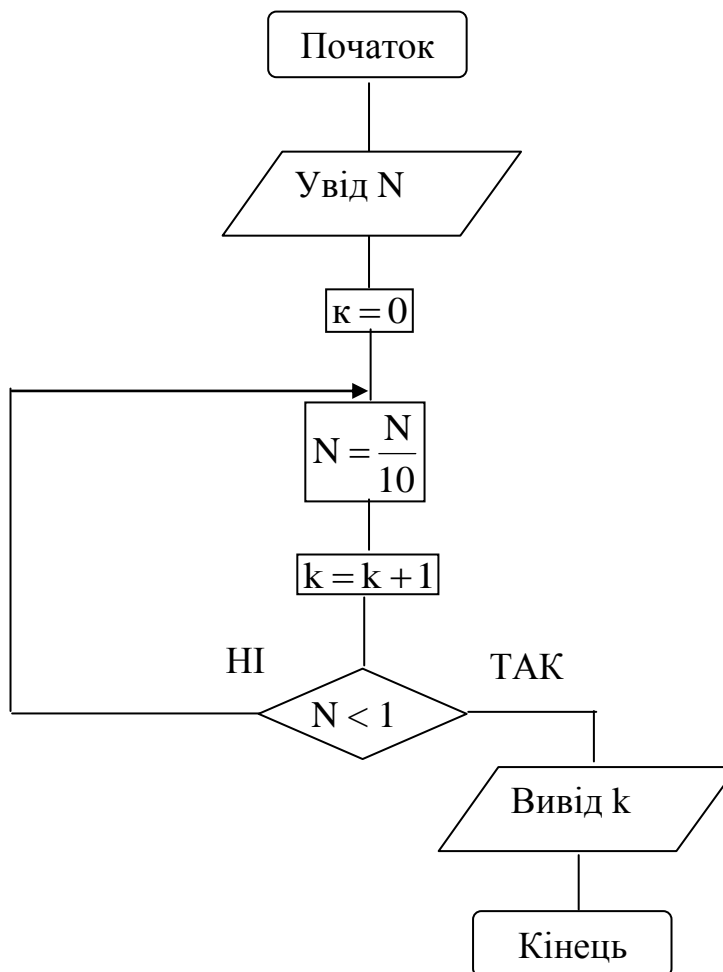 Початок
Увід N
к = 0
N = N/10
k = k + 1
НІ
ТАК
N < 1
Вивід k
Кінець